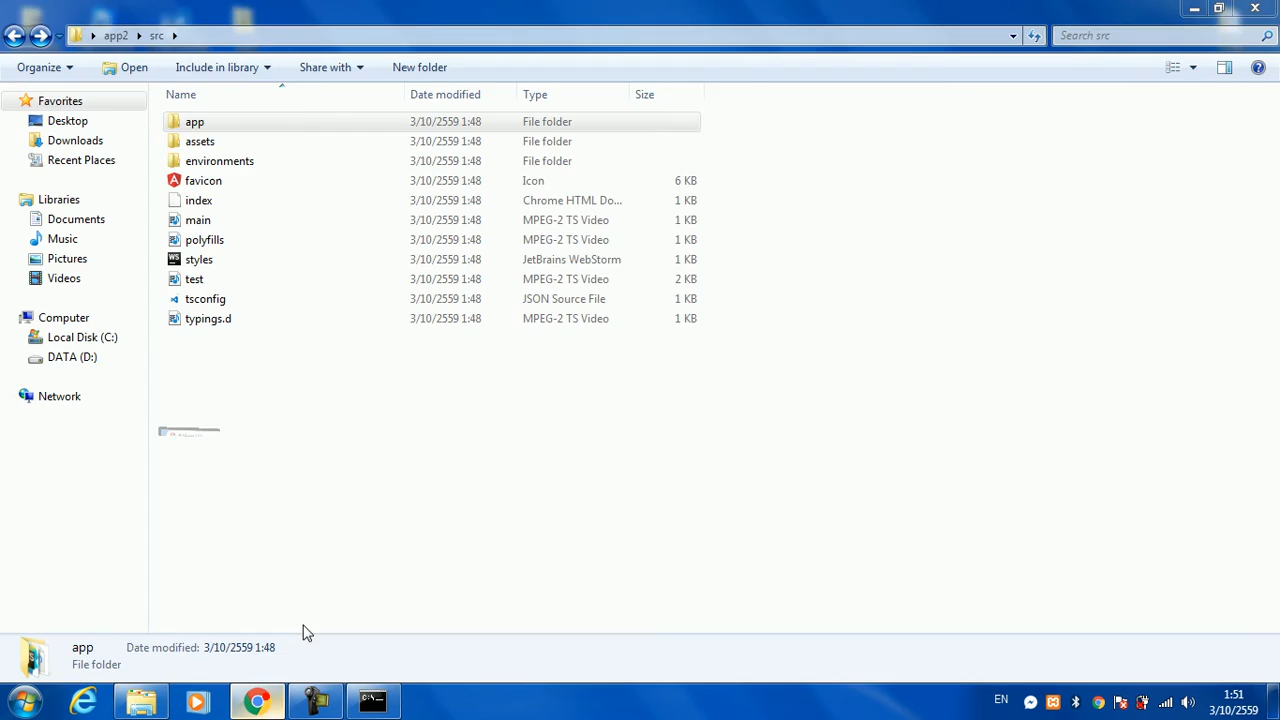 app2 src
Search src
Organize Open Include in library Share with New folder
Name Date modified Type Size
Favorites
Desktop
Downloads
Recent Places
Libraries
Documents
Music
Pictures
Videos
Computer
Local Disk (C:)
DATA (D:)
Network
app 3/10/2559 1:48 File folder
assets 3/10/2559 1:48 File folder
environments 3/10/2559 1:48 File folder
favicon 3/10/2559 1:48 Icon 6 KB
index 3/10/2559 1:48 Chrome HTML Do... 1 KB
main 3/10/2559 1:48 MPEG-2 TS Video 1 KB
polyfills 3/10/2559 1:48 MPEG-2 TS Video 1 KB
styles 3/10/2559 1:48 JetBrains WebStorm 1 KB
test 3/10/2559 1:48 MPEG-2 TS Video 2 KB
tsconfig 3/10/2559 1:48 JSON Source File 1 KB
typings.d 3/10/2559 1:48 MPEG-2 TS Video 1 KB
app Date modified: 3/10/2559 1:48
File folder
EN 1:51
3/10/2559